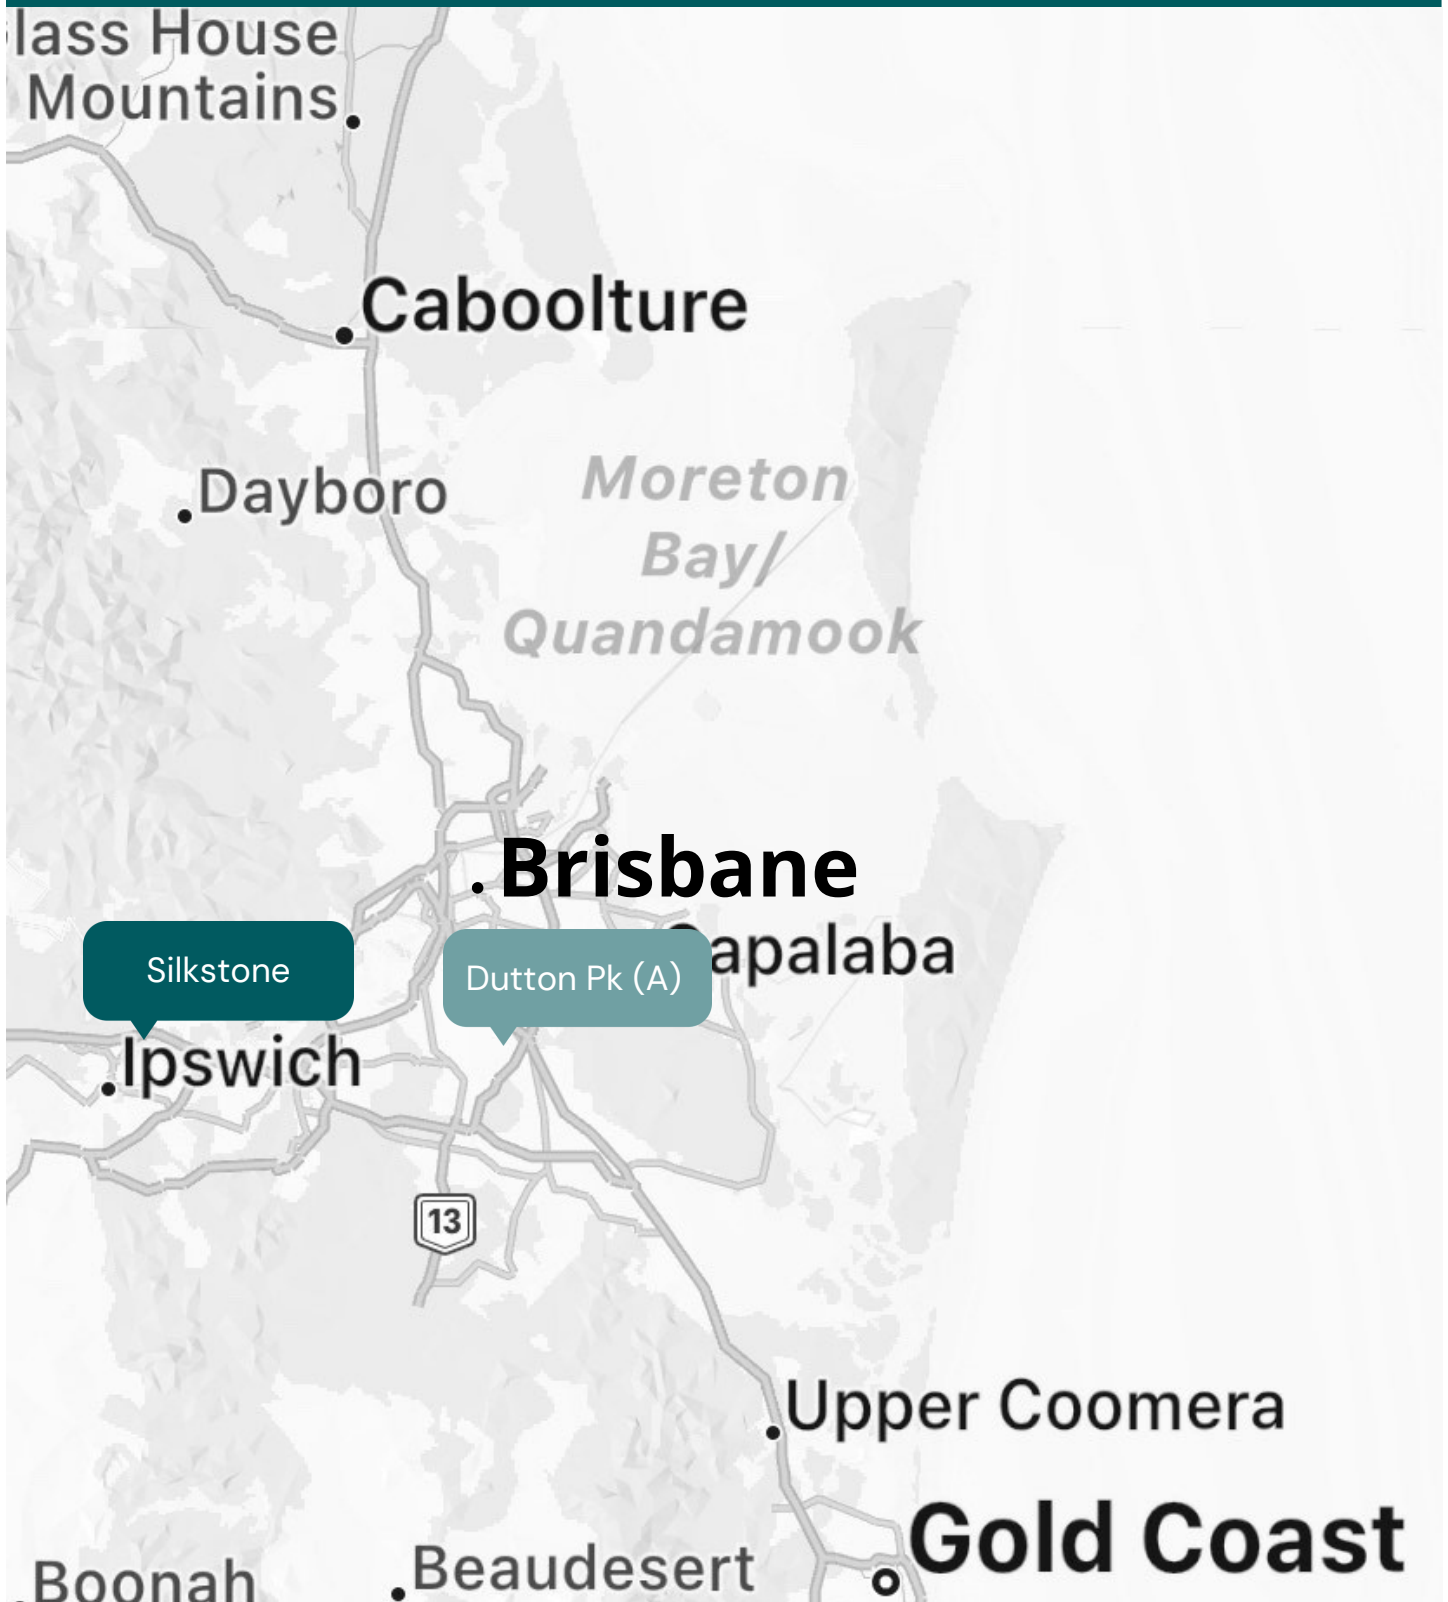 lass House
Mountains
Caboolture
Dayboro
Moreton
Bay/
Quandamook
Brisbane
apalaba
Silkstone
Dutton Pk (A)
Ipswich
13
Upper Coomera
Gold Coast
Beaudesert
Boonah